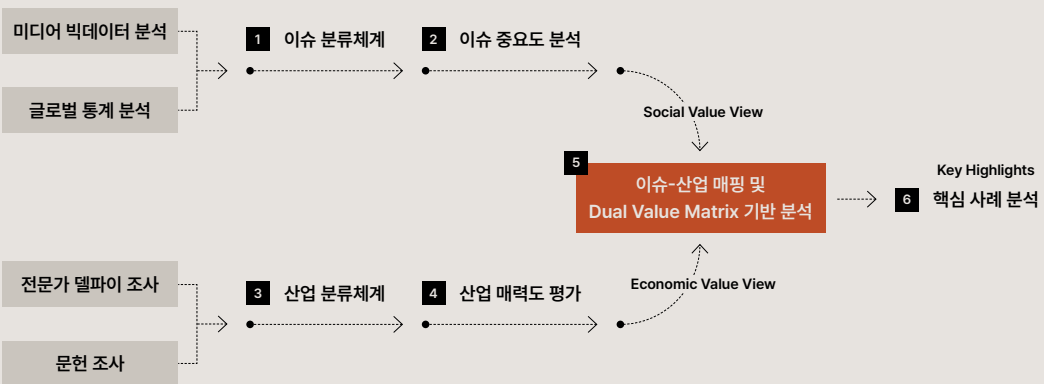 미디어 빅데이터 분석
글로벌 통계 분석
1 이슈 분류체계
2 이슈 중요도 분석
Social Value View
5
이슈-산업 매핑 및
Dual Value Matrix 기반 분석
Key Highlights
6 핵심 사례 분석
전문가 델파이 조사
문헌 조사
3 산업 분류체계
4 산업 매력도 평가
Economic Value View